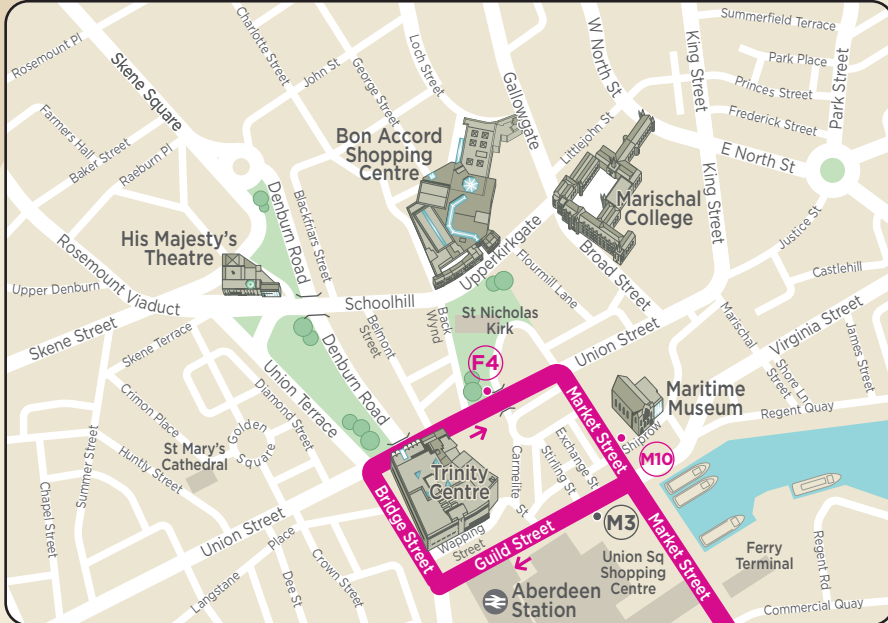 Rosemount Pl
Skene Square
Charlotte Street
John St
George Street
Loch Street
Gallowgate
W North St
King Street
Summerfield Terrace
Park Place
Park Street
Princes Street
Frederick Street
E North St
Littlejohn St
Farmers Hall
Baker Street
Raeburn Pl
Bon Accord
Shopping
Centre
Marischal
College
King Street
Justice St
Denburn Road
Blackfriars Street
His Majesty's
Theatre
Upperkirkgate
Broad Street
Flourmill Lane
Castlehill
Rosemount Viaduct
Upper Denburn
Schoolhill
Back
Wynd
St Nicholas
Kirk
Skene Street
Skene Terrace
Belmont
Street
Denburn Road
Union Street
Marischal
Street
Virginia Street
James Street
Shore Ln
F4
Union Terrace
Diamond Street
Crimon Place
Golden
Square
Huntly Street
St Mary's
Cathedral
Summer Street
Chapel Street
Market Street
Maritime
Museum
Regent Quay
Shiprow
M10
Trinity
Centre
Carmelite St
Exchange St
Stirling St
Bridge Street
Wapping
Street
Guild Street
M3
Market Street
Union Sq
Shopping
Centre
Ferry
Terminal
Regent Rd
Commercial Quay
Union Street
Langstane
Place
Dee St
Crown Street
Aberdeen
Station